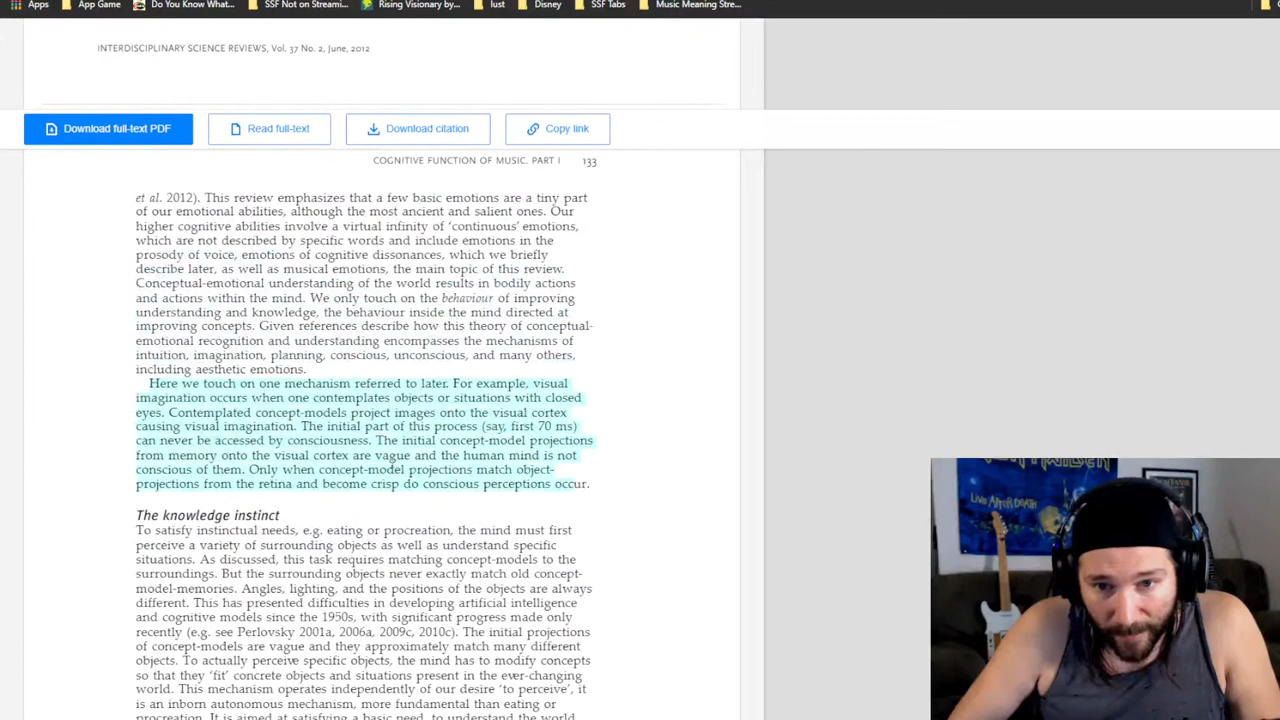 Apps
App Game
Do You Know What...
SSF Not on Streami...
Rising Visionary by...
lust
Disney
SSF Tabs
Music Meaning Stre...
INTERDISCIPLINARY SCIENCE REVIEWS, Vol. 37 No. 2, June, 2012
Download full-text PDF
Read full-text
Download citation
Copy link
COGNITIVE FUNCTION OF MUSIC. PART I 133
et al. 2012). This review emphasizes that a few basic emotions are a tiny part
of our emotional abilities, although the most ancient and salient ones. Our
higher cognitive abilities involve a virtual infinity of ‘continuous’ emotions,
which are not described by specific words and include emotions in the
prosody of voice, emotions of cognitive dissonances, which we briefly
describe later, as well as musical emotions, the main topic of this review.
Conceptual-emotional understanding of the world results in bodily actions
and actions within the mind. We only touch on the behaviour of improving
understanding and knowledge, the behaviour inside the mind directed at
improving concepts. Given references describe how this theory of conceptual-
emotional recognition and understanding encompasses the mechanisms of
intuition, imagination, planning, conscious, unconscious, and many others,
including aesthetic emotions.
Here we touch on one mechanism referred to later. For example, visual
imagination occurs when one contemplates objects or situations with closed
eyes. Contemplated concept-models project images onto the visual cortex
causing visual imagination. The initial part of this process (say, first 70 ms)
can never be accessed by consciousness. The initial concept-model projections
from memory onto the visual cortex are vague and the human mind is not
conscious of them. Only when concept-model projections match object-
projections from the retina and become crisp do conscious perceptions occur.
The knowledge instinct
To satisfy instinctual needs, e.g. eating or procreation, the mind must first
perceive a variety of surrounding objects as well as understand specific
situations. As discussed, this task requires matching concept-models to the
surroundings. But the surrounding objects never exactly match old concept-
model-memories. Angles, lighting, and the positions of the objects are always
different. This has presented difficulties in developing artificial intelligence
and cognitive models since the 1950s, with significant progress made only
recently (e.g. see Perlovsky 2001a, 2006a, 2009c, 2010c). The initial projections
of concept-models are vague and they approximately match many different
objects. To actually perceive specific objects, the mind has to modify concepts
so that they ‘fit’ concrete objects and situations present in the ever-changing
world. This mechanism operates independently of our desire ‘to perceive’, it
is an inborn autonomous mechanism, more fundamental than eating or
procreation. It is aimed at satisfying a basic need, to understand the world
LIVE AFTER DEATH